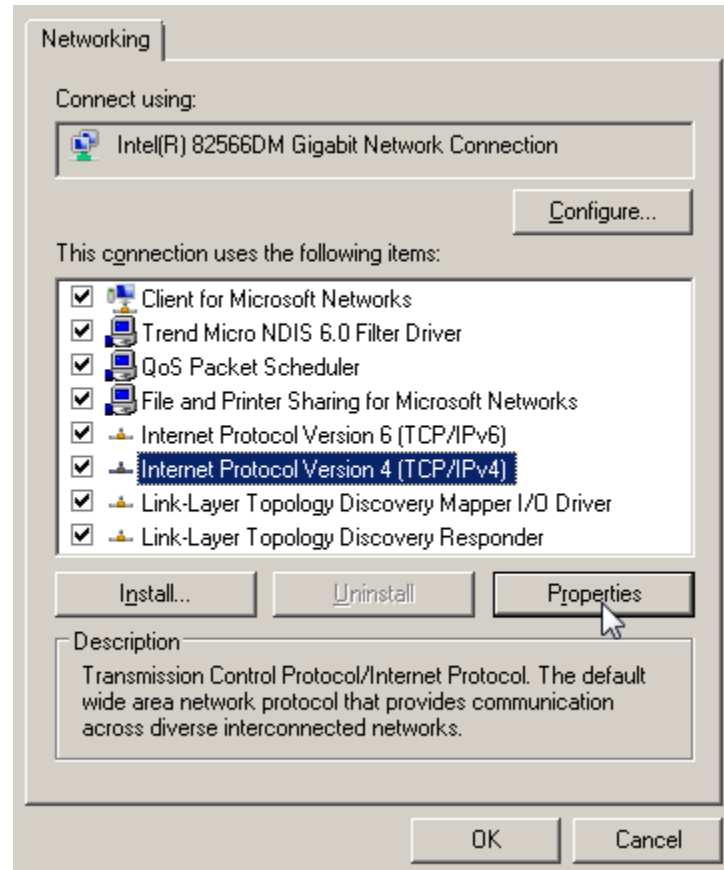 Networking
Connect using:
Intel(R) 82566DM Gigabit Network Connection
Configure...
This connection uses the following items:
Client for Microsoft Networks
Trend Micro NDIS 6.0 Filter Driver
QoS Packet Scheduler
File and Printer Sharing for Microsoft Networks
Internet Protocol Version 6 (TCP/IPv6)
Internet Protocol Version 4 (TCP/IPv4)
Link-Layer Topology Discovery Mapper I/O Driver
Link-Layer Topology Discovery Responder
Install... Uninstall Properties
Description
Transmission Control Protocol/Internet Protocol. The default
wide area network protocol that provides communication
across diverse interconnected networks.
OK Cancel